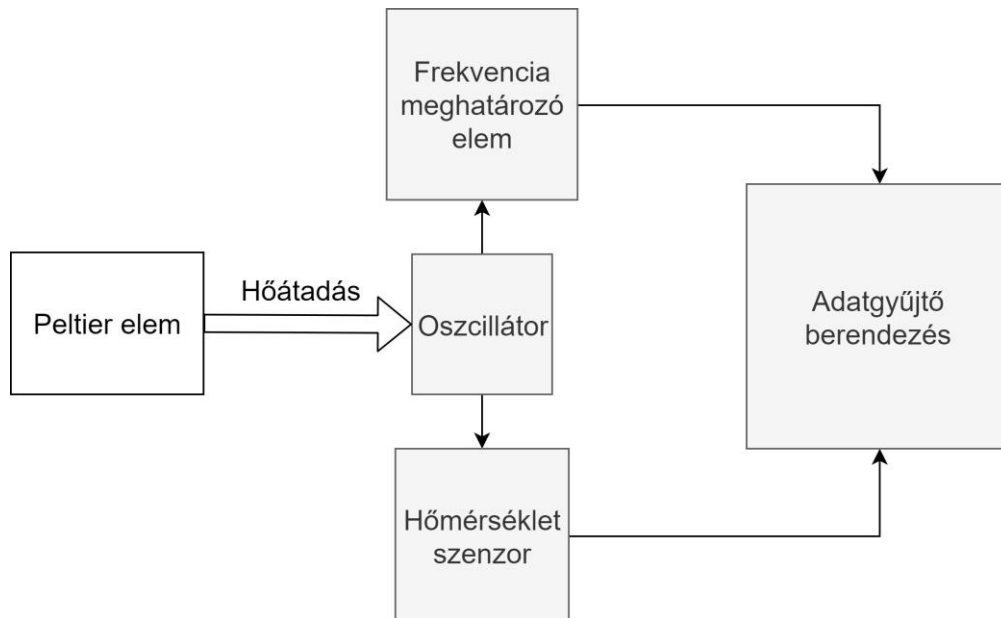 Frekvencia
meghatározó
elem
Peltier elem
Hőátadás
Oszcillátor
Adatgyűjtő
berendezés
Hőmérséklet
szenzor